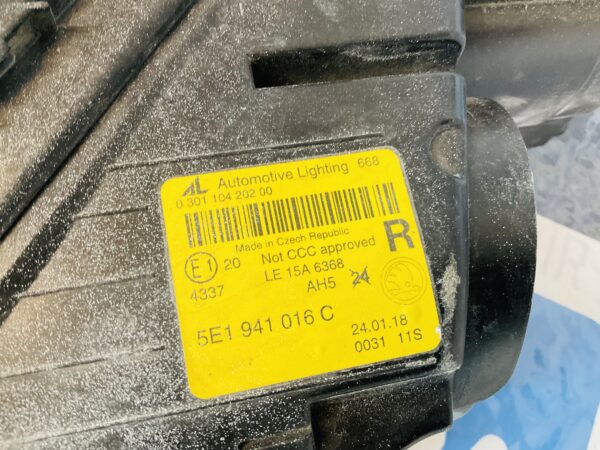 AL Automotive Lighting 668
0 301 104 202 00
Made in Czech Republic
Not CCC approved R
E1 20 LE 15A 6368
4337 AH5 24
5E1 941 016 C 24.01.18
0031 11S